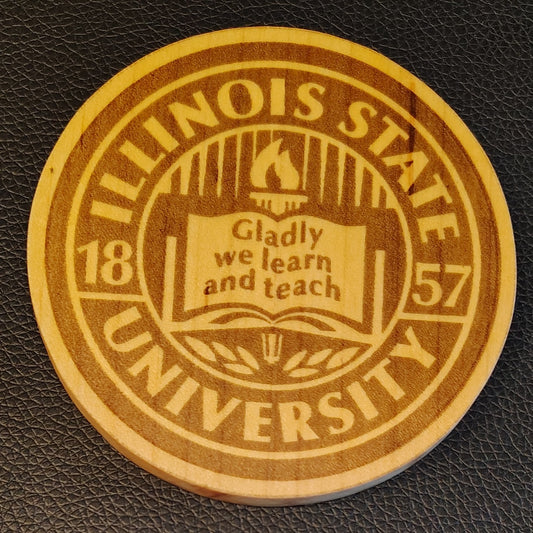 ILLINOIS STATE
18 57
Gladly
we learn
and teach
UNIVERSITY